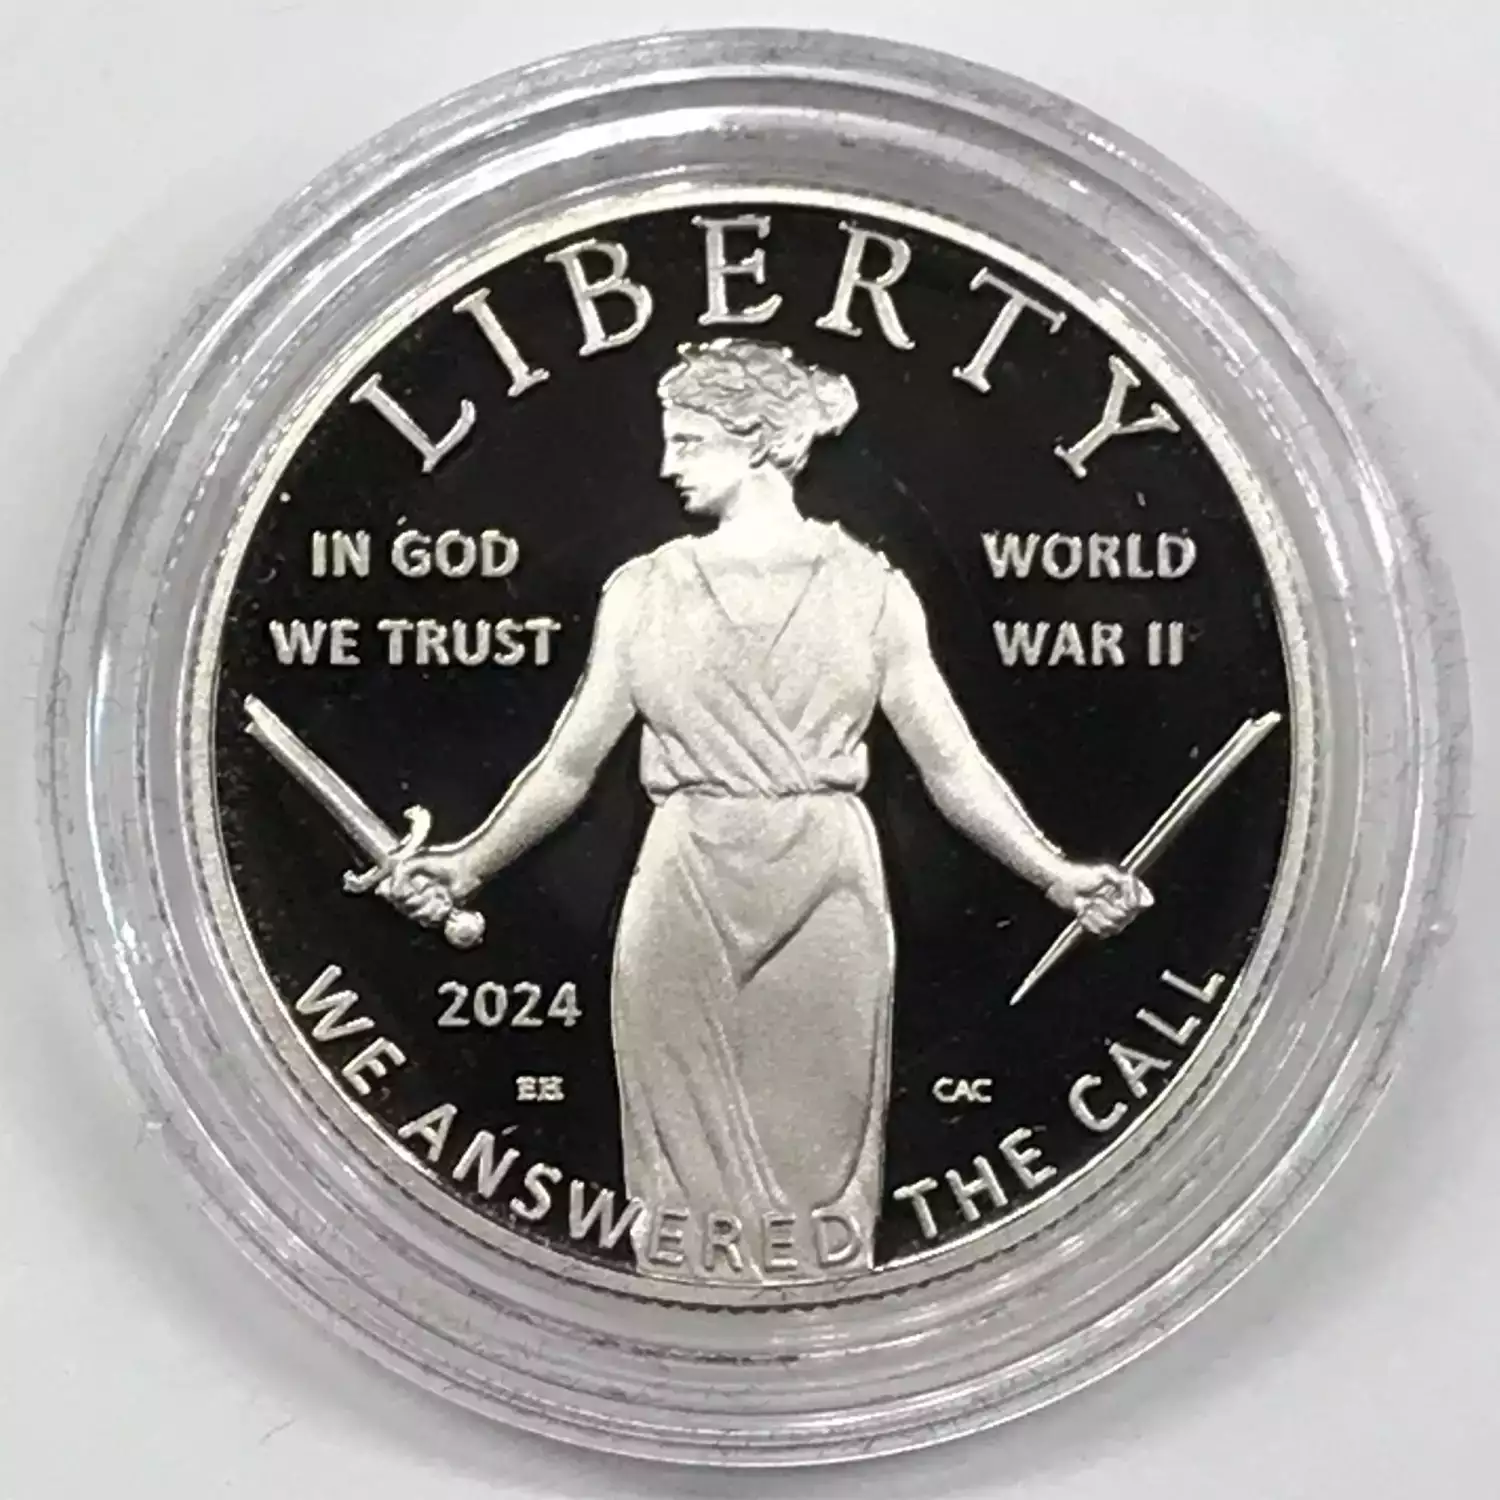 LIBERTY
IN GOD
WE TRUST
WORLD
WAR II
2024
EH
CAC
WE ANSWERED THE CALL